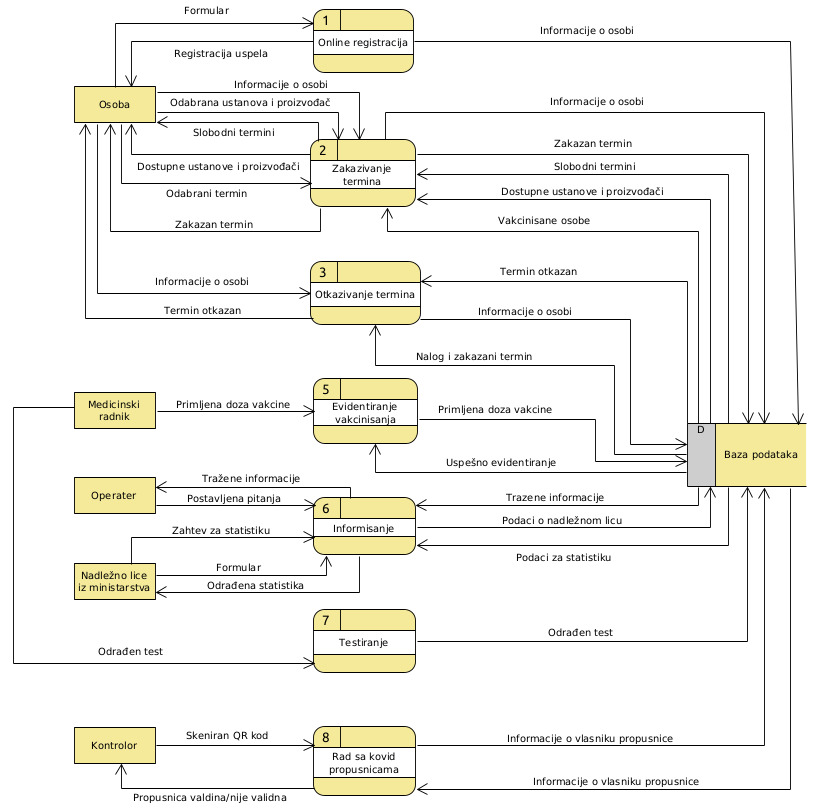 Formular
1
Online registracija
Informacije o osobi
Registracija uspela
Osoba
Informacije o osobi
Odabrana ustanova i proizvođač
Slobodni termini
Informacije o osobi
2
Zakazivanje
termina
Zakazan termin
Dostupne ustanove i proizvođači
Slobodni termini
Odabrani termin
Dostupne ustanove i proizvođači
Zakazan termin
Vakcinisane osobe
3
Otkazivanje termina
Termin otkazan
Informacije o osobi
Termin otkazan
Informacije o osobi
Nalog i zakazani termin
Medicinski
radnik
Primljena doza vakcine
5
Evidentiranje
vakcinisanja
Primljena doza vakcine
Uspešno evidentiranje
D
Baza podataka
Operater
Tražene informacije
Postavljena pitanja
6
Informisanje
Trazene informacije
Podaci o nadležnom licu
Podaci za statistiku
Zahtev za statistiku
Nadležno lice
iz ministarstva
Formular
Odrađena statistika
7
Testiranje
Odrađen test
Odrađen test
Kontrolor
Skeniran QR kod
8
Rad sa kovid
propusnicama
Informacije o vlasniku propusnice
Informacije o vlasniku propusnice
Propusnica valdina/nije validna